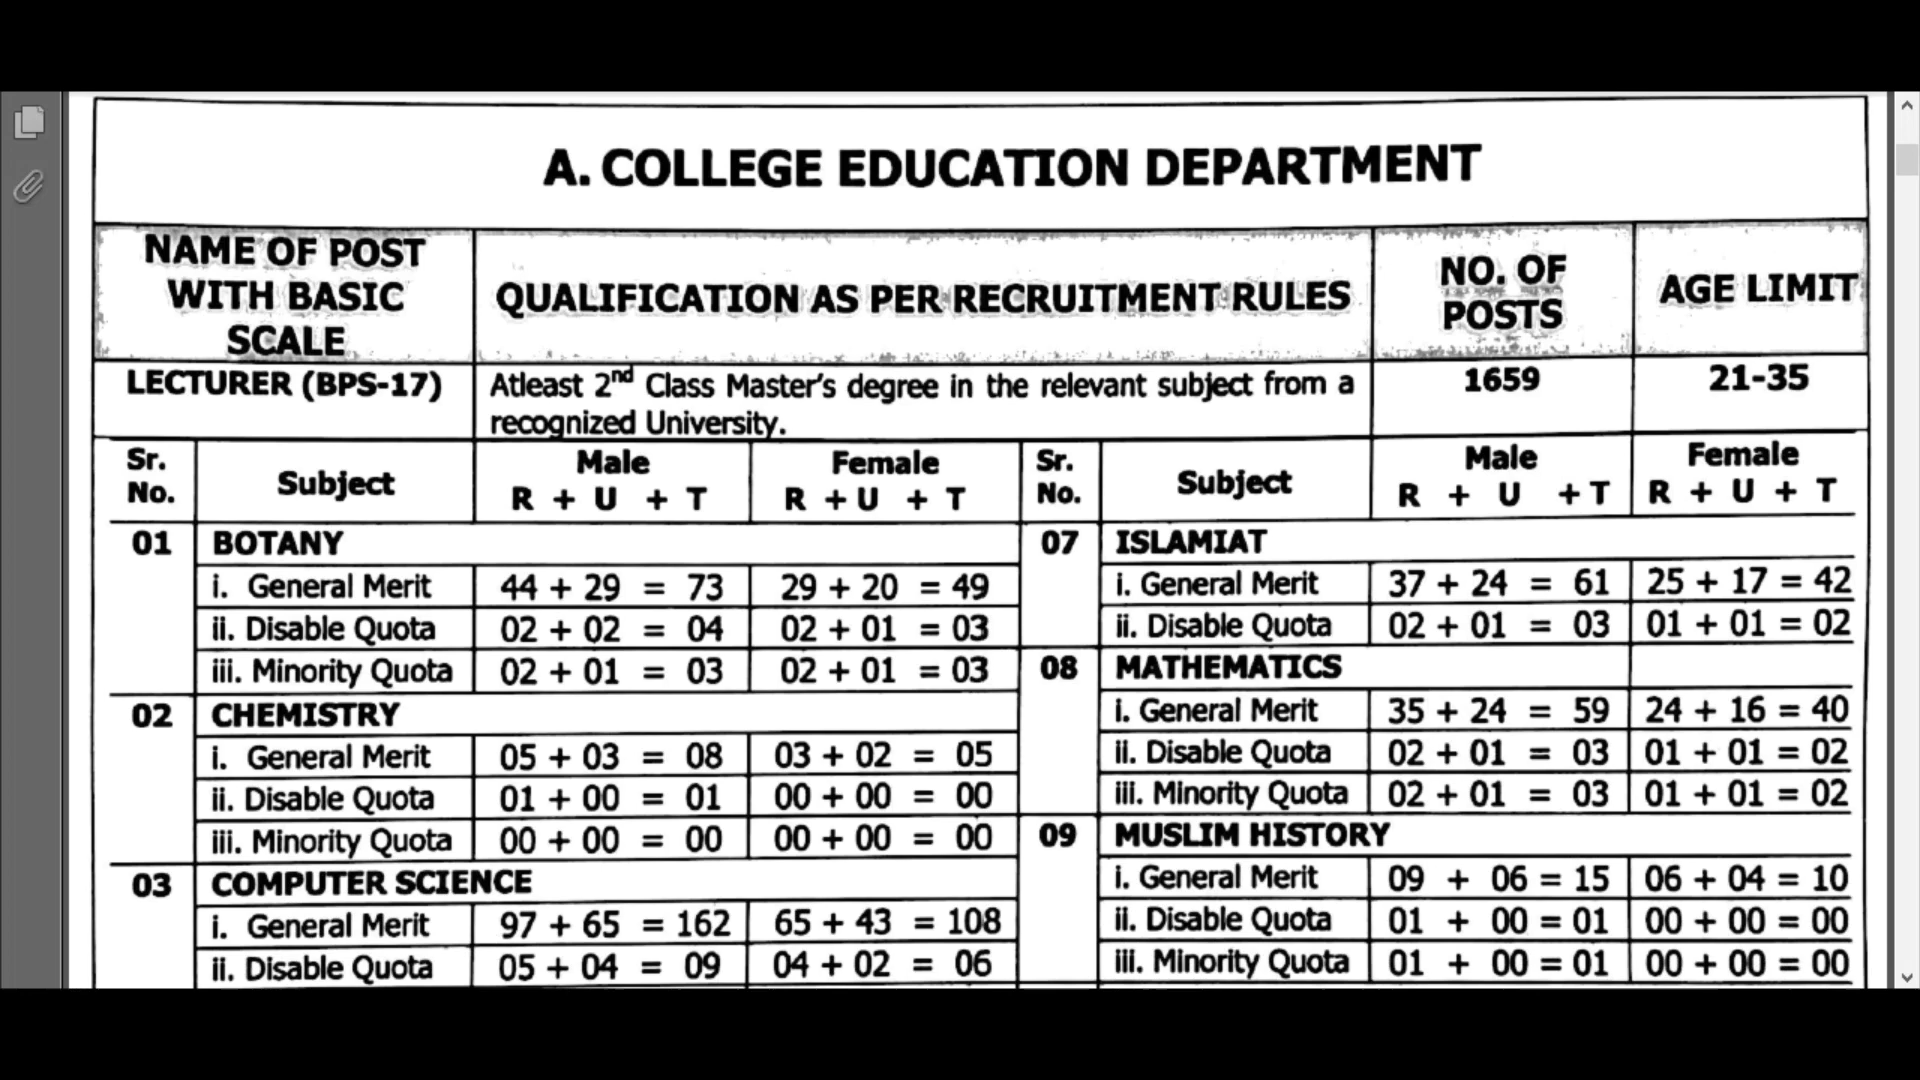 A. COLLEGE EDUCATION DEPARTMENT
NAME OF POST WITH BASIC SCALE QUALIFICATION AS PER RECRUITMENT RULES NO. OF POSTS AGE LIMIT
LECTURER (BPS-17) Atleast 2nd Class Master's degree in the relevant subject from a recognized University. 1659 21-35
Sr. No. Subject Male R + U + T Female R + U + T Sr. No. Subject Male R + U + T Female R + U + T
01 BOTANY
i. General Merit 44 + 29 = 73 29 + 20 = 49
ii. Disable Quota 02 + 02 = 04 02 + 01 = 03
iii. Minority Quota 02 + 01 = 03 02 + 01 = 03
02 CHEMISTRY
i. General Merit 05 + 03 = 08 03 + 02 = 05
ii. Disable Quota 01 + 00 = 01 00 + 00 = 00
iii. Minority Quota 00 + 00 = 00 00 + 00 = 00
03 COMPUTER SCIENCE
i. General Merit 97 + 65 = 162 65 + 43 = 108
ii. Disable Quota 05 + 04 = 09 04 + 02 = 06
07 ISLAMIAT
i. General Merit 37 + 24 = 61 25 + 17 = 42
ii. Disable Quota 02 + 01 = 03 01 + 01 = 02
08 MATHEMATICS
i. General Merit 35 + 24 = 59 24 + 16 = 40
ii. Disable Quota 02 + 01 = 03 01 + 01 = 02
iii. Minority Quota 02 + 01 = 03 01 + 01 = 02
09 MUSLIM HISTORY
i. General Merit 09 + 06 = 15 06 + 04 = 10
ii. Disable Quota 01 + 00 = 01 00 + 00 = 00
iii. Minority Quota 01 + 00 = 01 00 + 00 = 00